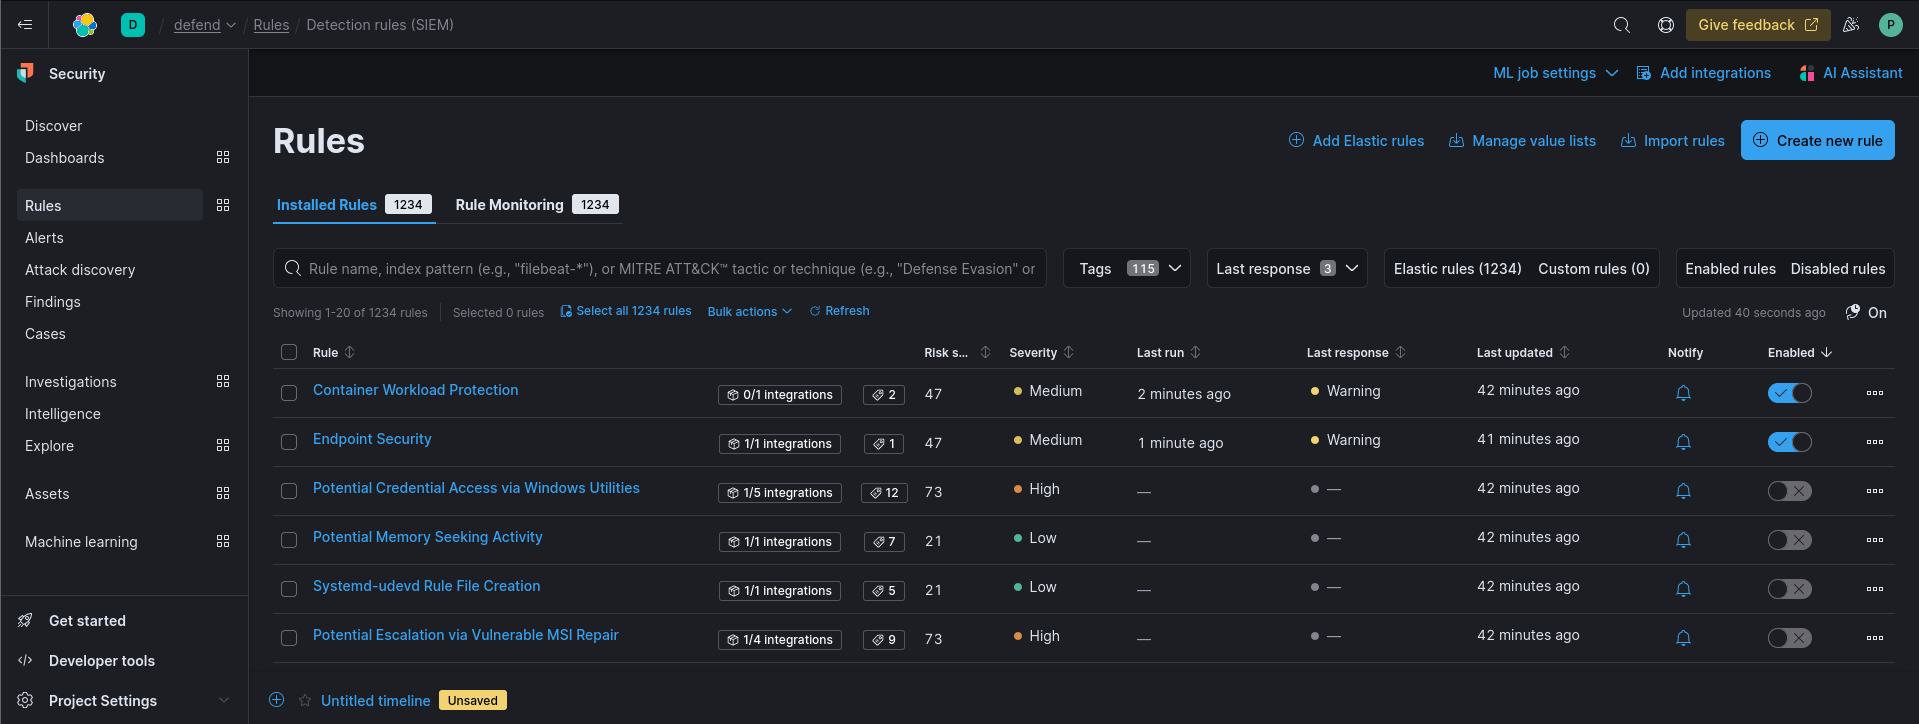 D / defend / Rules / Detection rules (SIEM)
Give feedback
P
Security
ML job settings
Add integrations
AI Assistant
Discover
Dashboards
Rules
Alerts
Attack discovery
Findings
Cases
Investigations
Intelligence
Explore
Assets
Machine learning
Get started
Developer tools
Project Settings
Rules
Add Elastic rules
Manage value lists
Import rules
Create new rule
Installed Rules 1234
Rule Monitoring 1234
Rule name, index pattern (e.g., "filebeat-*"), or MITRE ATT&CK™ tactic or technique (e.g., "Defense Evasion" or
Tags 115
Last response 3
Elastic rules (1234) Custom rules (0)
Enabled rules Disabled rules
Showing 1-20 of 1234 rules
Selected 0 rules
Select all 1234 rules
Bulk actions
Refresh
Updated 40 seconds ago
On
Rule Risk s... Severity Last run Last response Last updated Notify Enabled
Container Workload Protection 0/1 integrations 2 47 Medium 2 minutes ago Warning 42 minutes ago
Endpoint Security 1/1 integrations 1 47 Medium 1 minute ago Warning 41 minutes ago
Potential Credential Access via Windows Utilities 1/5 integrations 12 73 High — — 42 minutes ago
Potential Memory Seeking Activity 1/1 integrations 7 21 Low — — 42 minutes ago
Systemd-udevd Rule File Creation 1/1 integrations 5 21 Low — — 42 minutes ago
Potential Escalation via Vulnerable MSI Repair 1/4 integrations 9 73 High — — 42 minutes ago
Untitled timeline Unsaved